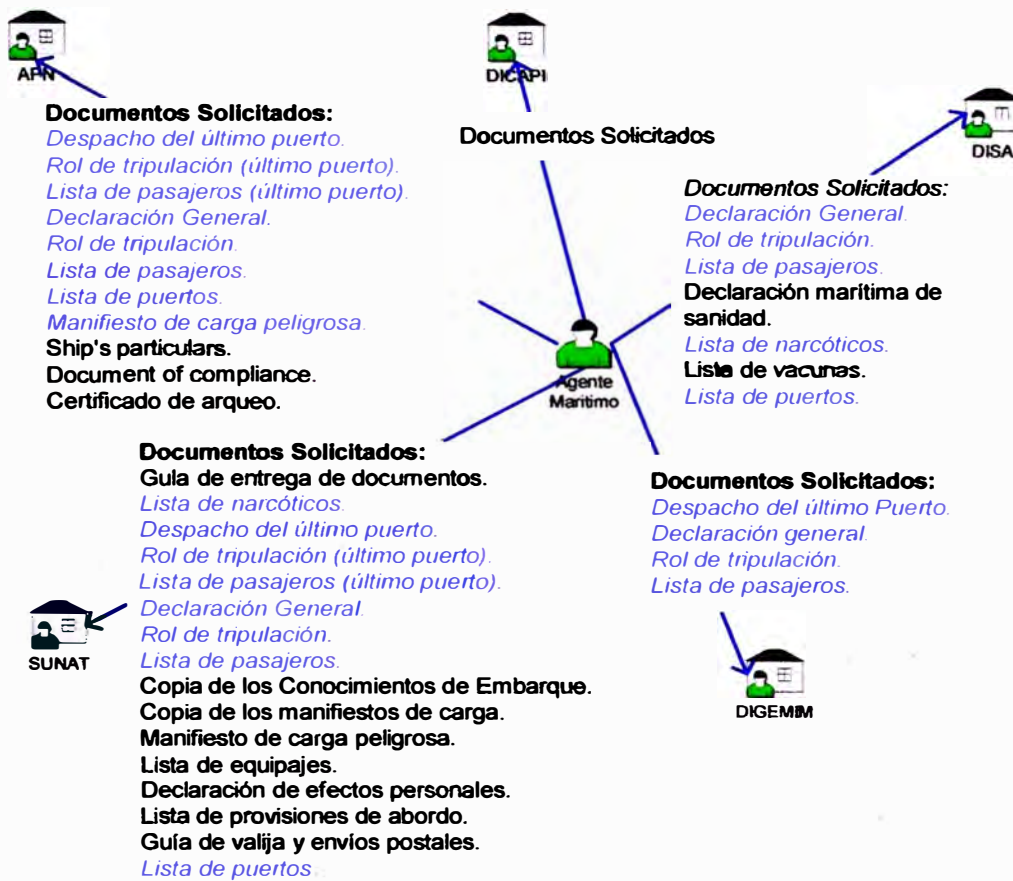 APN
Documentos Solicitados:
Despacho del último puerto.
Rol de tripulación (último puerto).
Lista de pasajeros (último puerto).
Declaración General.
Rol de tripulación.
Lista de pasajeros.
Lista de puertos.
Manifiesto de carga peligrosa.
Ship's particulars.
Document of compliance.
Certificado de arqueo.
DICAPI
Documentos Solicitados
DISA
Documentos Solicitados:
Declaración General.
Rol de tripulación.
Lista de pasajeros.
Declaración marítima de
sanidad.
Lista de narcóticos.
Lista de vacunas.
Lista de puertos.
Agente
Maritimo
Documentos Solicitados:
Guía de entrega de documentos.
Lista de narcóticos.
Despacho del último puerto.
Rol de tripulación (último puerto).
Lista de pasajeros (último puerto).
Declaración General.
Rol de tripulación.
Lista de pasajeros.
Copia de los Conocimientos de Embarque.
Copia de los manifiestos de carga.
Manifiesto de carga peligrosa.
Lista de equipajes.
Declaración de efectos personales.
Lista de provisiones de abordo.
Guía de valija y envíos postales.
Lista de puertos.
SUNAT
Documentos Solicitados:
Despacho del último Puerto.
Declaración general.
Rol de tripulación.
Lista de pasajeros.
DIGEMIM